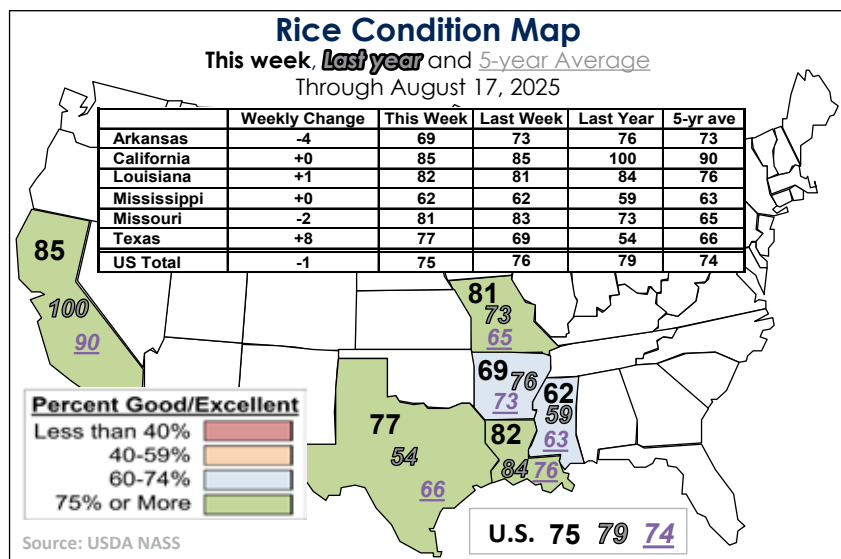 Rice Condition Map
This week, Last year and 5-year Average
Through August 17, 2025
Weekly Change This Week Last Week Last Year 5-yr ave
Arkansas -4 69 73 76 73
California +0 85 85 100 90
Louisiana +1 82 81 84 76
Mississippi +0 62 62 59 63
Missouri -2 81 83 73 65
Texas +8 77 69 54 66
US Total -1 75 76 79 74
85
100
90
81
73
65
69 76
73
62
59
63
77
54
66
82
84 76
Percent Good/Excellent
Less than 40%
40-59%
60-74%
75% or More
Source: USDA NASS
U.S. 75 79 74